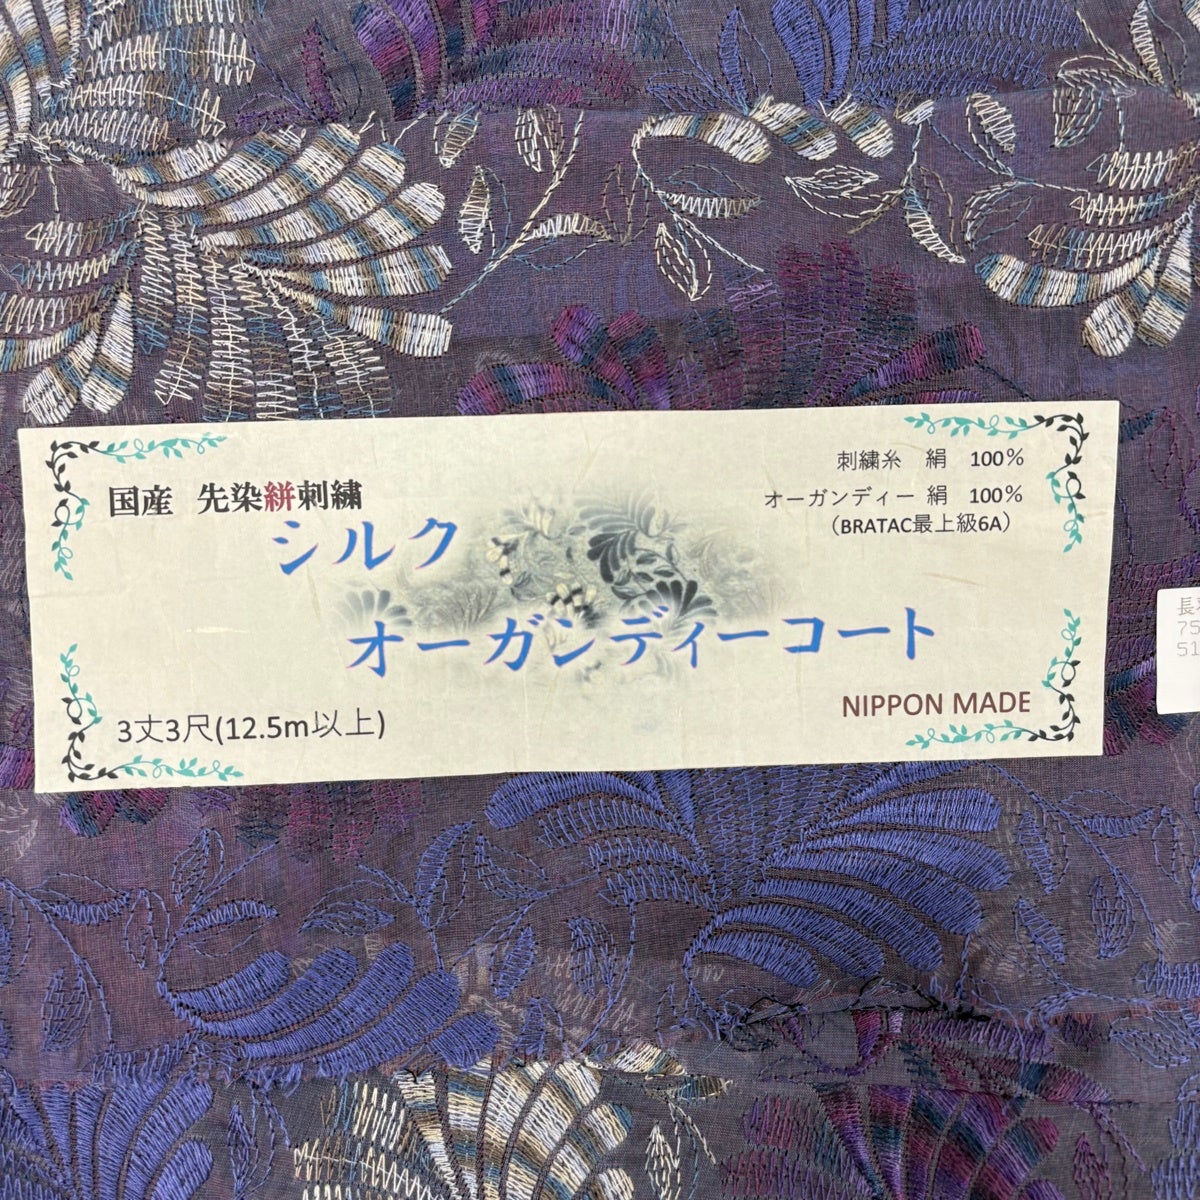 国産 先染絣刺繍
シルク
オーガンディーコート
刺繍糸 絹 100%
オーガンディー 絹 100%
（BRATAC最上級6A）
3丈3尺(12.5m以上)
NIPPON MADE
75
51